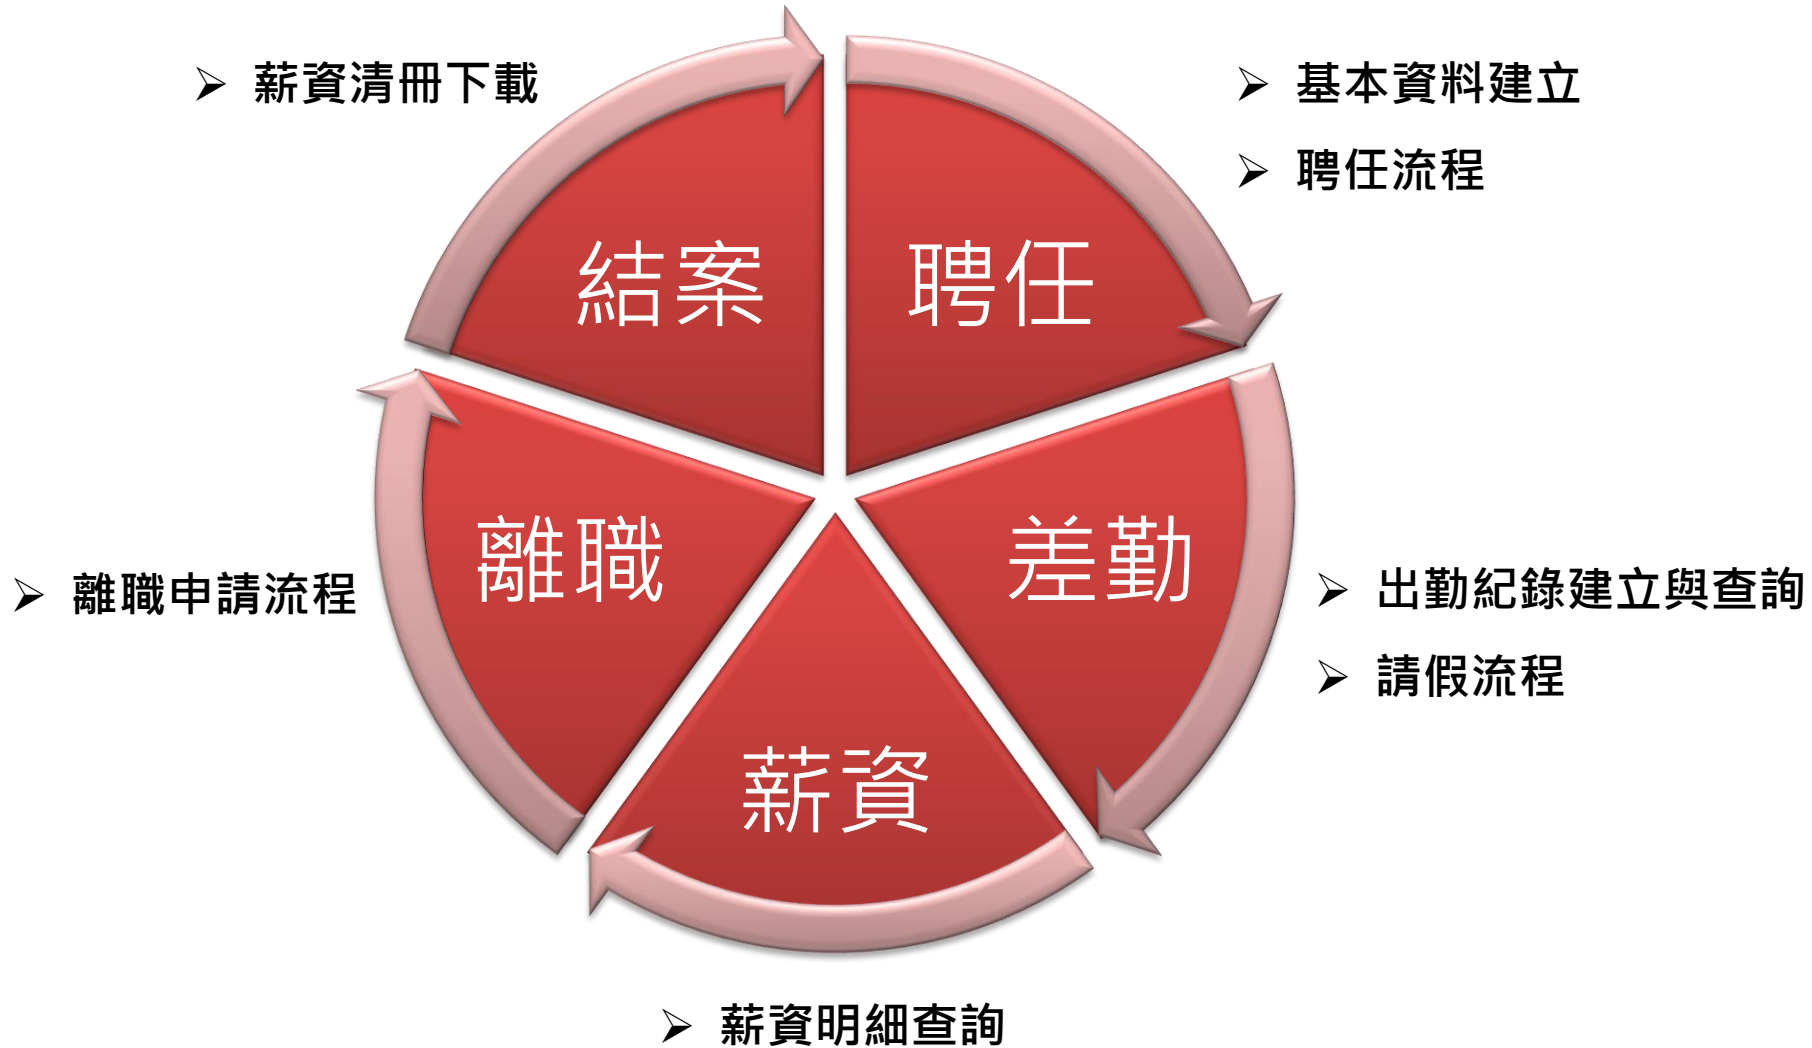 薪資清冊下載
基本資料建立
聘任流程
結案
聘任
離職
差勤
離職申請流程
出勤紀錄建立與查詢
請假流程
薪資
薪資明細查詢